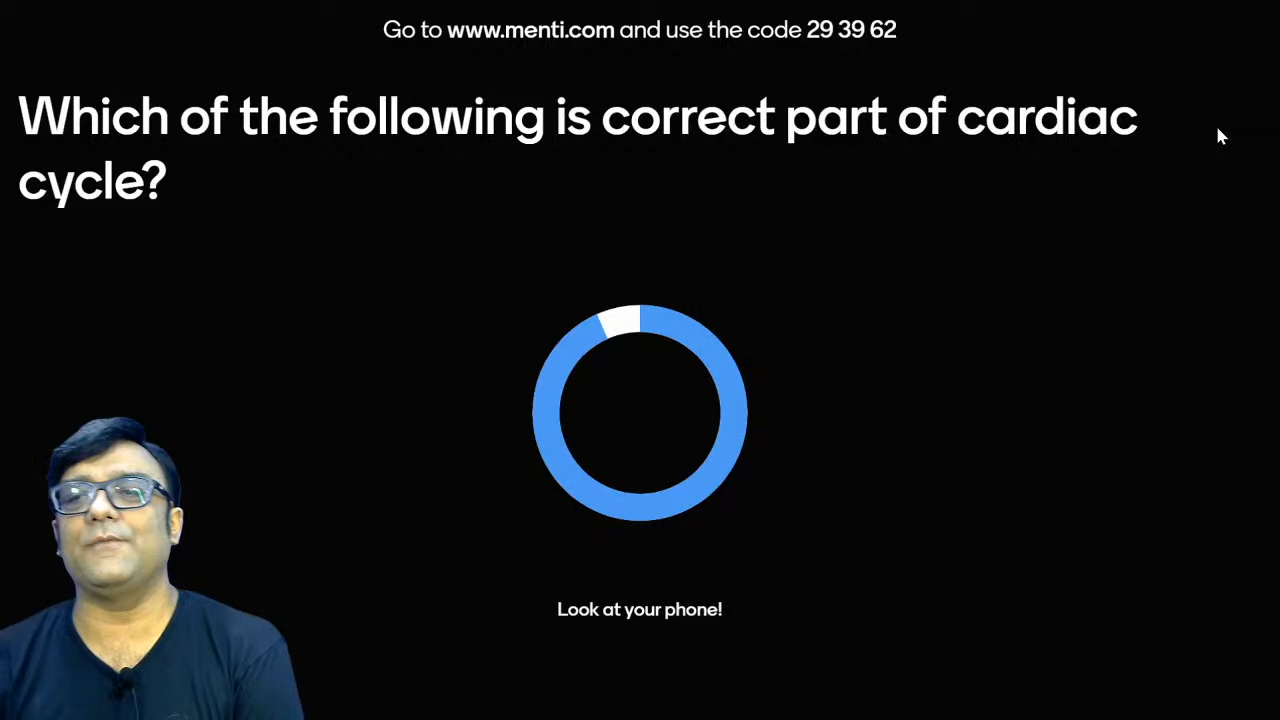 Go to www.menti.com and use the code 29 39 62
Which of the following is correct part of cardiac
cycle?
Look at your phone!